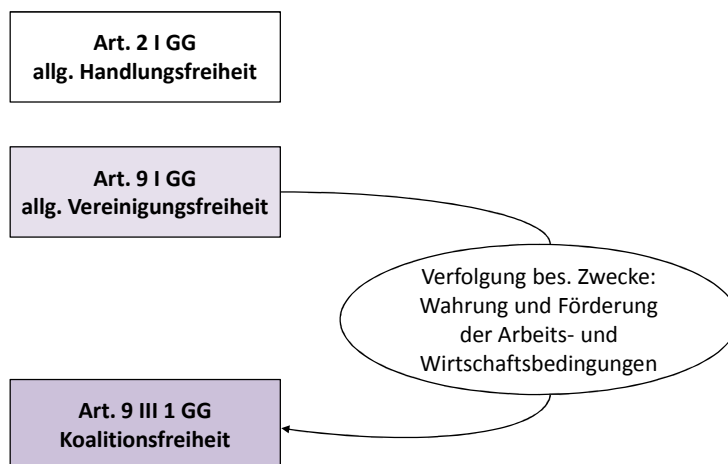 Art. 2 I GG
allg. Handlungsfreiheit
Art. 9 I GG
allg. Vereinigungsfreiheit
Verfolgung bes. Zwecke:
Wahrung und Förderung
der Arbeits- und
Wirtschaftsbedingungen
Art. 9 III 1 GG
Koalitionsfreiheit